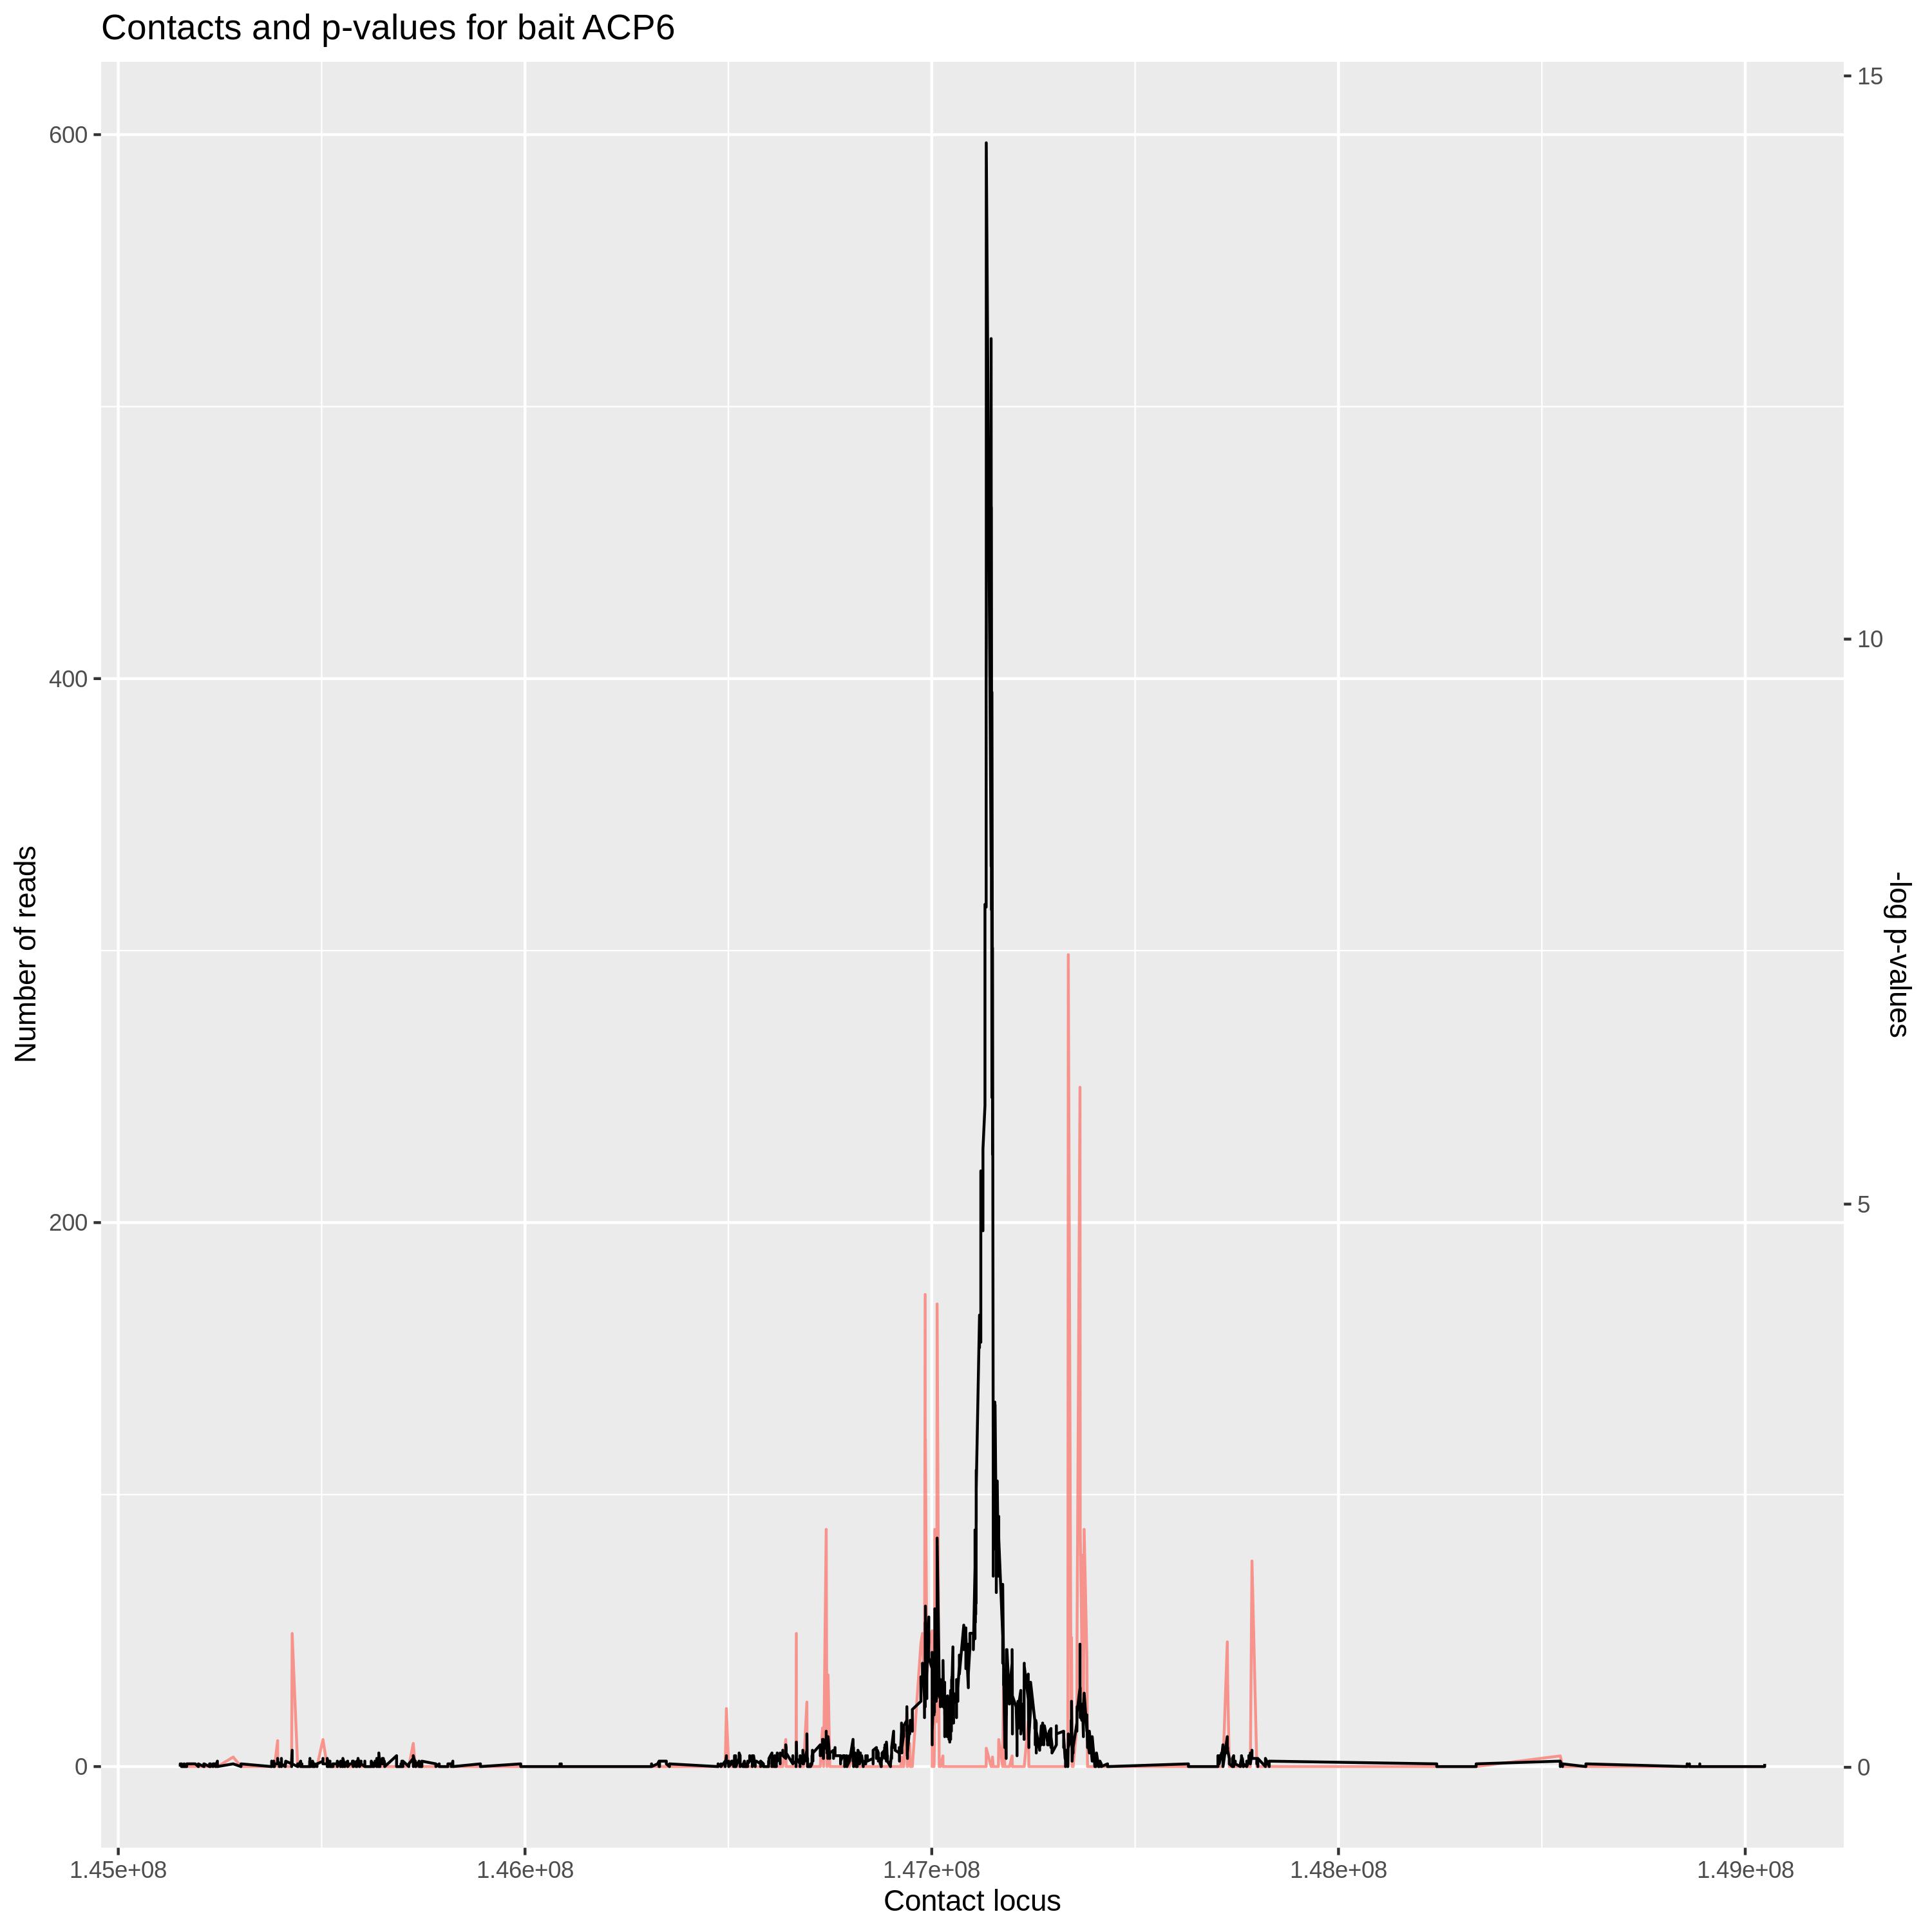 Contacts and p-values for bait ACP6
600
400
200
0
Number of reads
15
10
5
0
-log p-values
1.45e+08
1.46e+08
1.47e+08
1.48e+08
1.49e+08
Contact locus